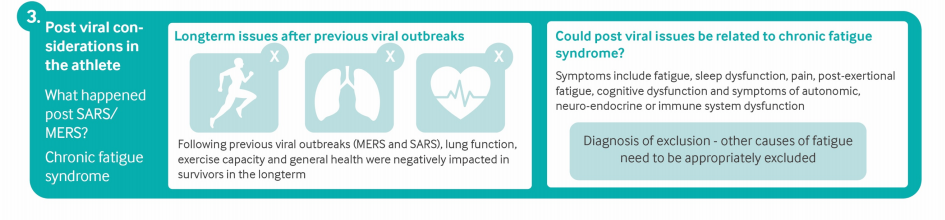 3.
Post viral con-
siderations in
the athlete
What happened
post SARS/
MERS?
Chronic fatigue
syndrome
Longterm issues after previous viral outbreaks
X
X
X
Following previous viral outbreaks (MERS and SARS), lung function,
exercise capacity and general health were negatively impacted in
survivors in the longterm
Could post viral issues be related to chronic fatigue
syndrome?
Symptoms include fatigue, sleep dysfunction, pain, post-exertional
fatigue, cognitive dysfunction and symptoms of autonomic,
neuro-endocrine or immune system dysfunction
Diagnosis of exclusion - other causes of fatigue
need to be appropriately excluded